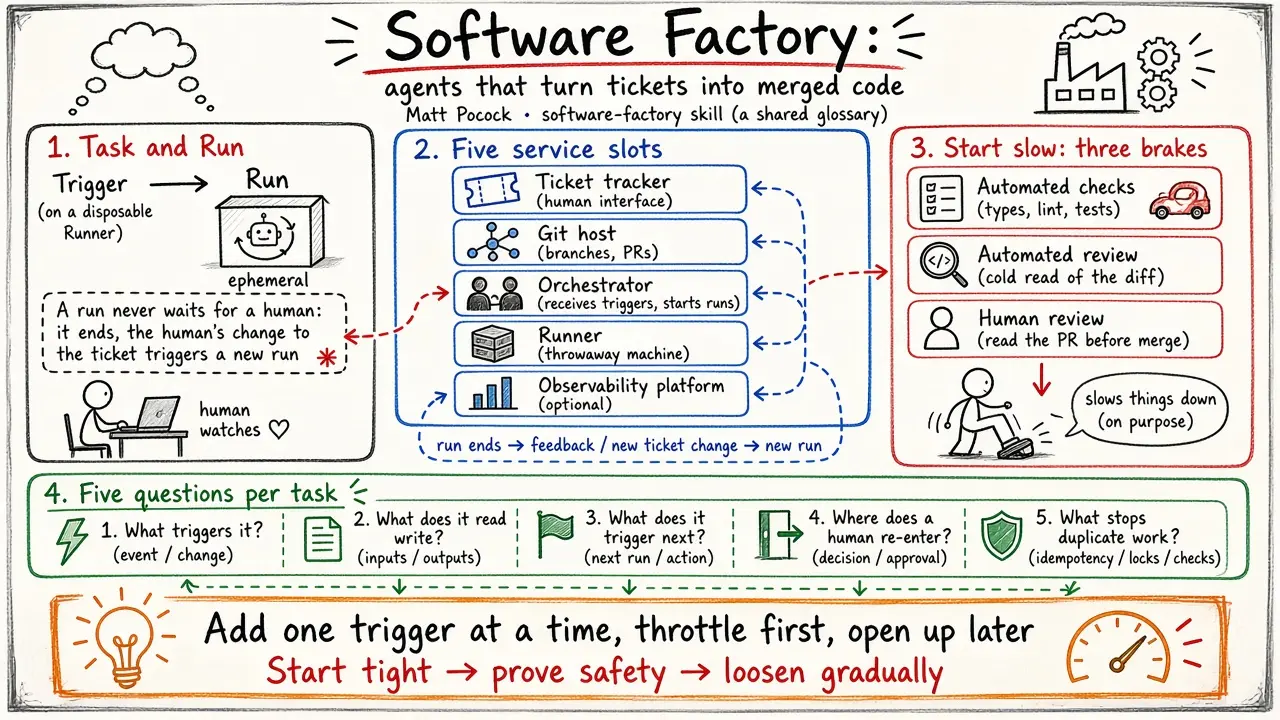 Software Factory:
agents that turn tickets into merged code
Matt Pocock • software-factory skill (a shared glossary)
1. Task and Run
Trigger → Run
(on a disposable
Runner)
ephemeral
A run never waits for a human:
it ends, the human's change to
the ticket triggers a new run *
human
watches ♡
2. Five service slots
Ticket tracker
(human interface)
Git host
(branches, PRs)
Orchestrator
(receives triggers, starts runs)
Runner
(throwaway machine)
Observability platform
(optional)
run ends → feedback / new ticket change → new run
3. Start slow: three brakes
Automated checks
(types, lint, tests)
Automated review
(cold read of the diff)
</>
Human review
(read the PR before merge)
slows things down
(on purpose)
4. Five questions per task
1. What triggers it?
(event / change)
2. What does it read
write?
(inputs / outputs)
3. What does it
trigger next?
(next run / action)
4. Where does a
human re-enter?
(decision / approval)
5. What stops
duplicate work?
(idempotency / locks / checks)
Add one trigger at a time, throttle first, open up later
Start tight → prove safety → loosen gradually